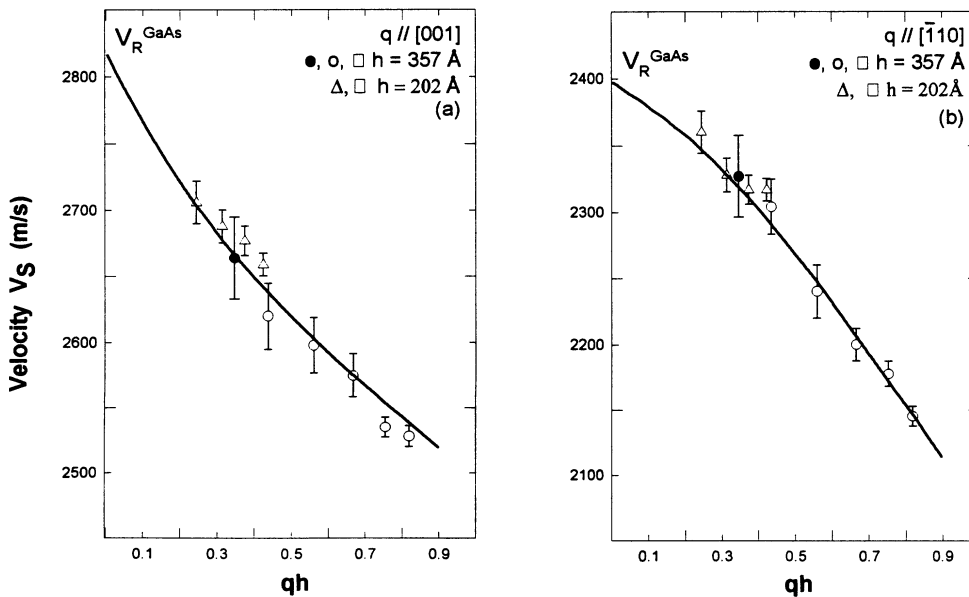 V_R^GaAs
q // [001]
●, o, □ h = 357 Å
Δ, □ h = 202 Å
(a)
2800
2700
2600
2500
Velocity V_S (m/s)
0.1 0.3 0.5 0.7 0.9
qh
V_R^GaAs
q // [1̄10]
●, o, □ h = 357 Å
Δ, □ h = 202Å
(b)
2400
2300
2200
2100
0.1 0.3 0.5 0.7 0.9
qh